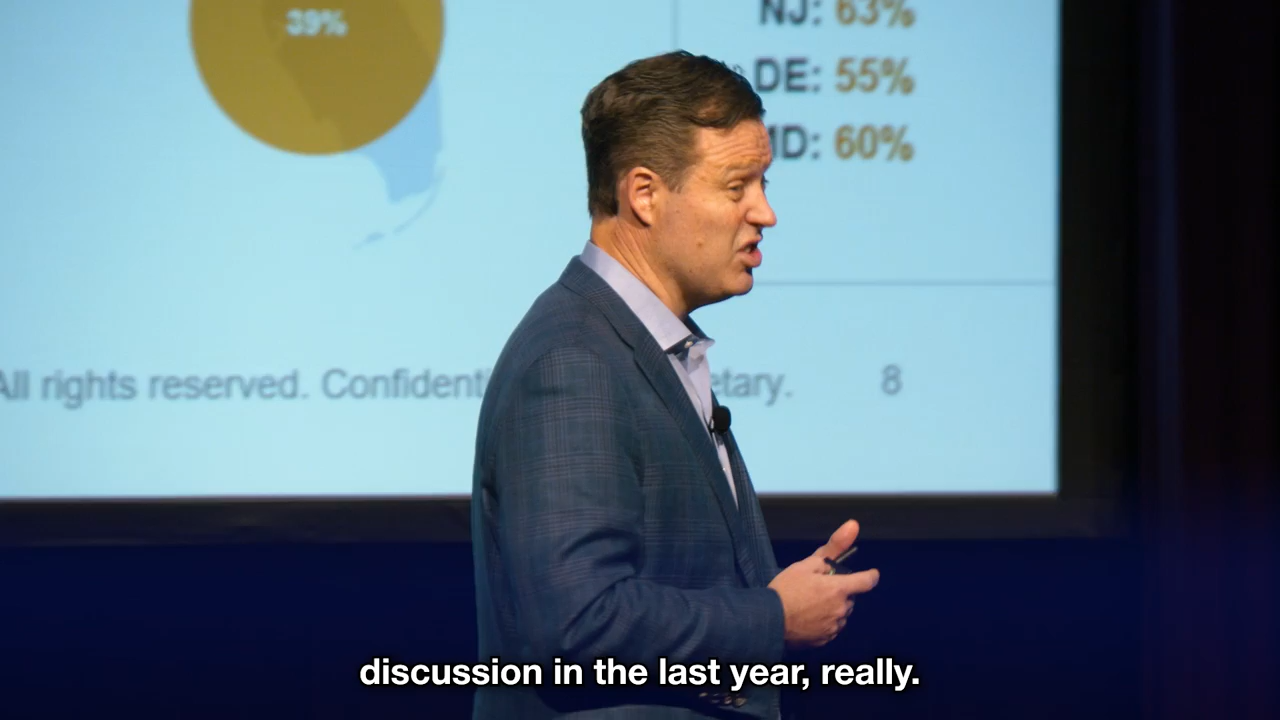 39%
NJ: 63%
DE: 55%
MD: 60%
All rights reserved. Confidenti etary. 8
discussion in the last year, really.